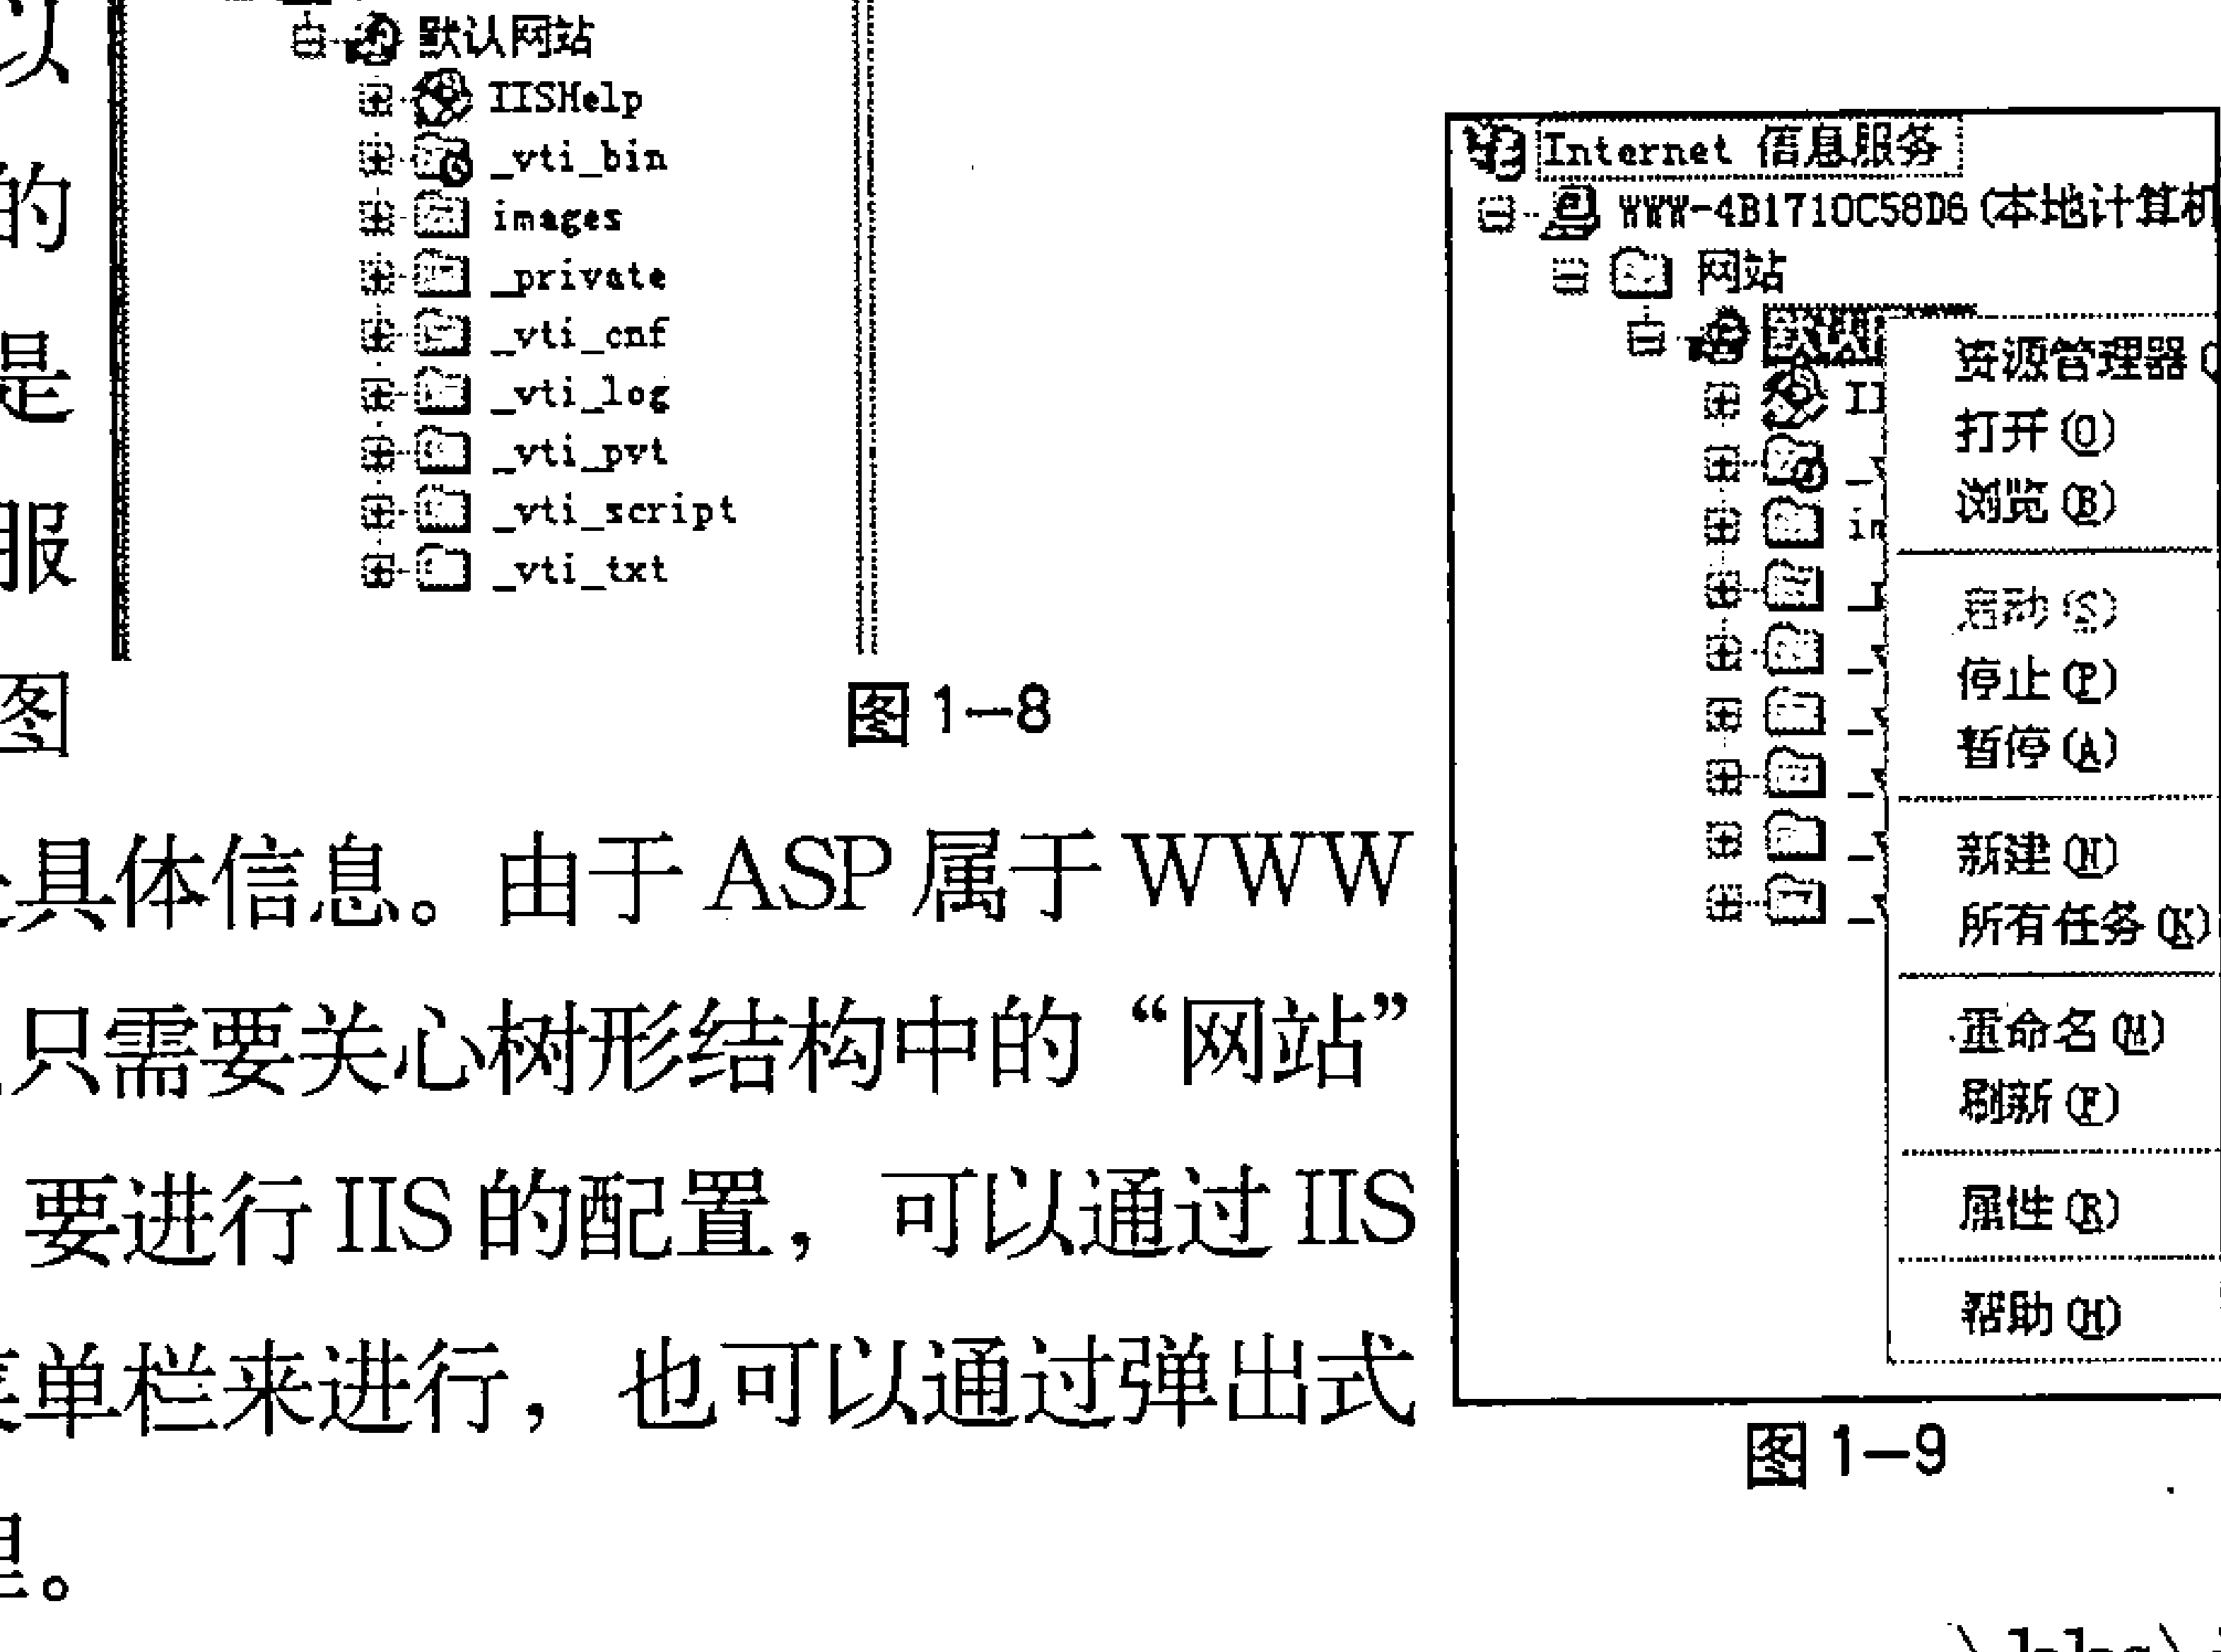 以
的
是
服
图
默认网站
IISHelp
_vti_bin
images
_private
_vti_cnf
_vti_log
_vti_pvt
_vti_script
_vti_txt
图 1-8
具体信息。由于 ASP 属于 WWW
只需要关心树形结构中的“网站”
要进行 IIS 的配置，可以通过 IIS
单栏来进行，也可以通过弹出式
。
Internet 信息服务
WWW-4B1710C58D6(本地计算机
网站
资源管理器
打开(O)
浏览(B)
启动(S)
停止(P)
暂停(A)
新建(N)
所有任务(K)
重命名(M)
刷新(F)
属性(R)
帮助(H)
图 1-9